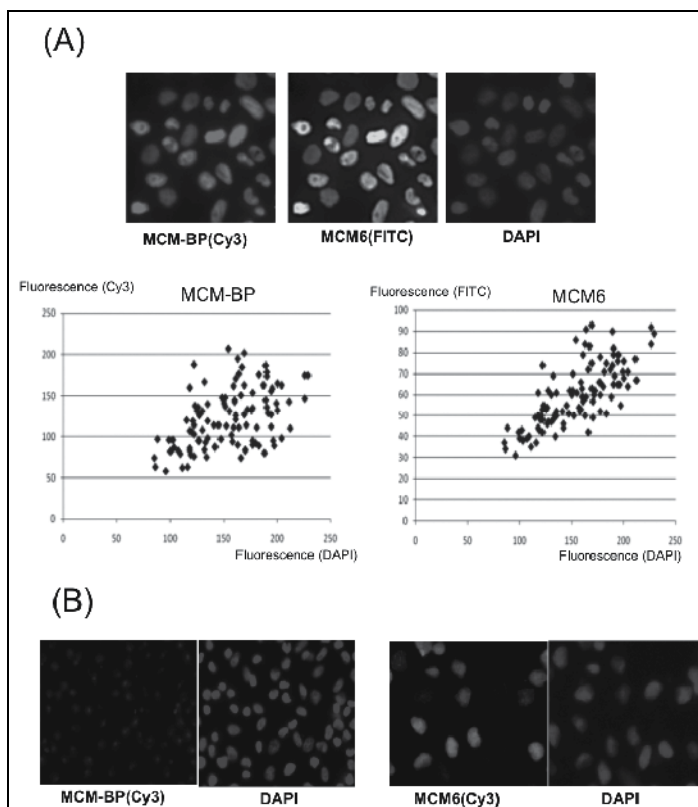 (A)
MCM-BP(Cy3) MCM6(FITC) DAPI
Fluorescence (Cy3)
MCM-BP
250
200
150
100
50
0
0 50 100 150 200 250
Fluorescence (DAPI)
Fluorescence (FITC)
MCM6
100
90
80
70
60
50
40
30
20
10
0
0 50 100 150 200 250
Fluorescence (DAPI)
(B)
MCM-BP(Cy3) DAPI MCM6(Cy3) DAPI